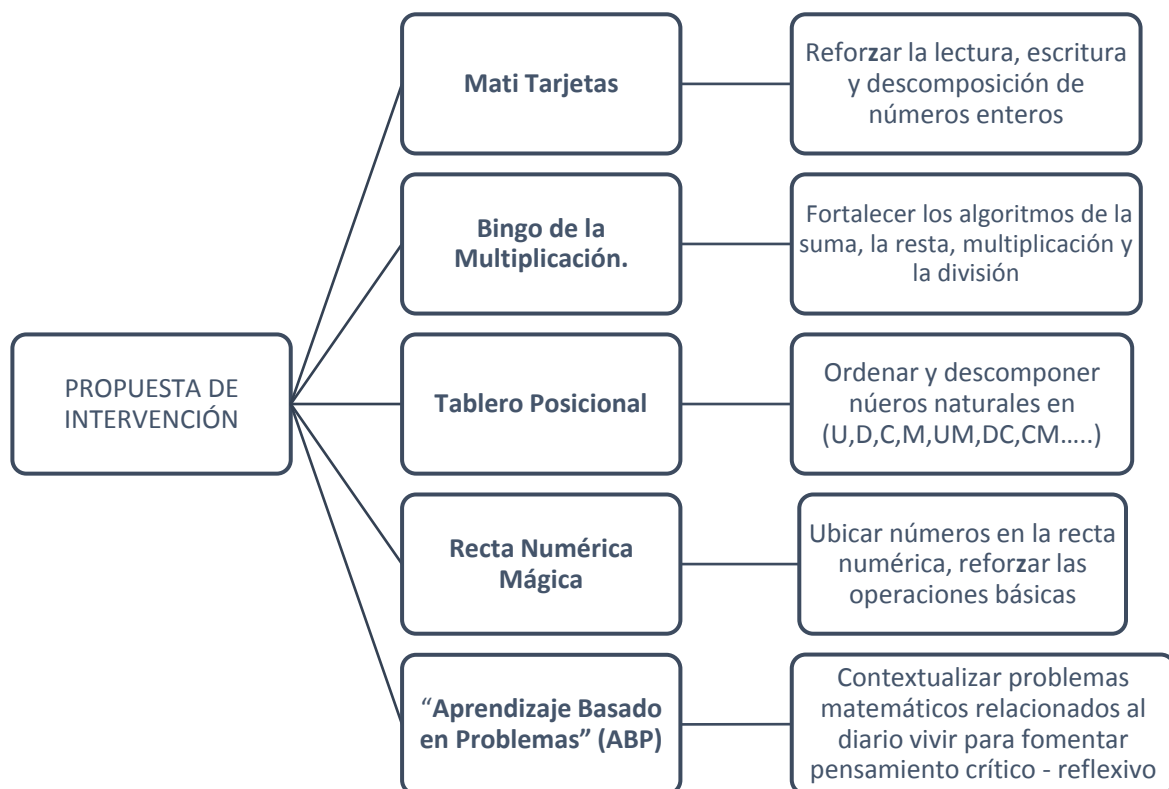 PROPUESTA DE
INTERVENCIÓN
Mati Tarjetas
Reforzar la lectura, escritura
y descomposición de
números enteros
Bingo de la
Multiplicación.
Fortalecer los algoritmos de la
suma, la resta, multiplicación y
la división
Tablero Posicional
Ordenar y descomponer
núeros naturales en
(U,D,C,M,UM,DC,CM…..)
Recta Numérica
Mágica
Ubicar números en la recta
numérica, reforzar las
operaciones básicas
“Aprendizaje Basado
en Problemas” (ABP)
Contextualizar problemas
matemáticos relacionados al
diario vivir para fomentar
pensamiento crítico - reflexivo